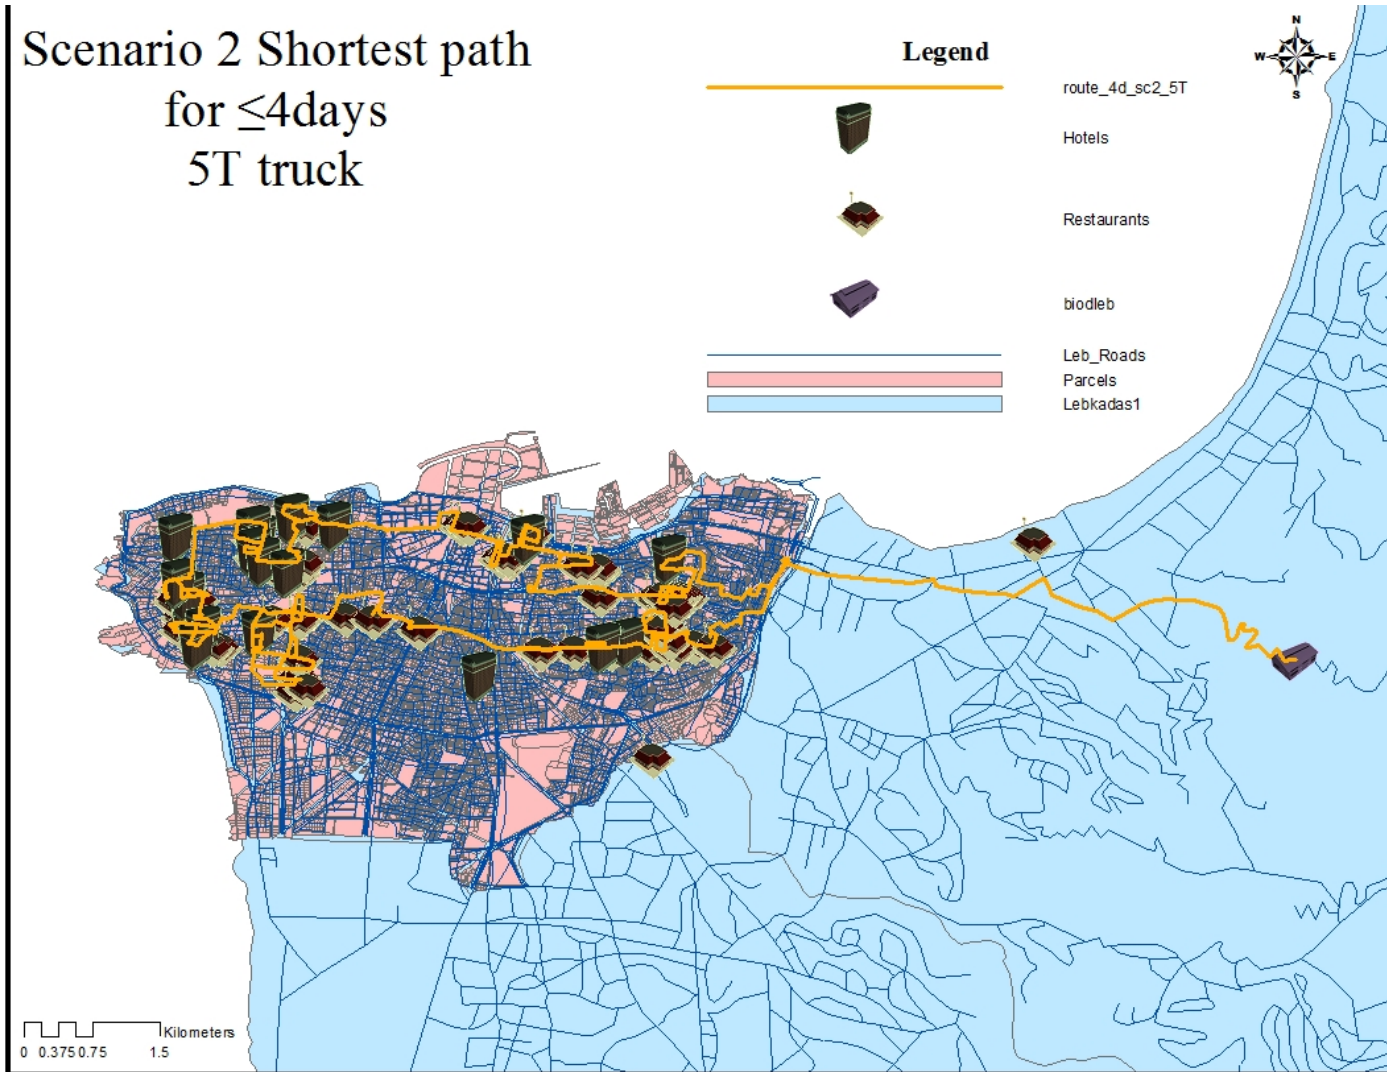 Scenario 2 Shortest path
for ≤4days
5T truck
Legend
route_4d_sc2_5T
Hotels
Restaurants
biodleb
Leb_Roads
Parcels
Lebkadas1
N
W E
S
Kilometers
0 0.375 0.75 1.5